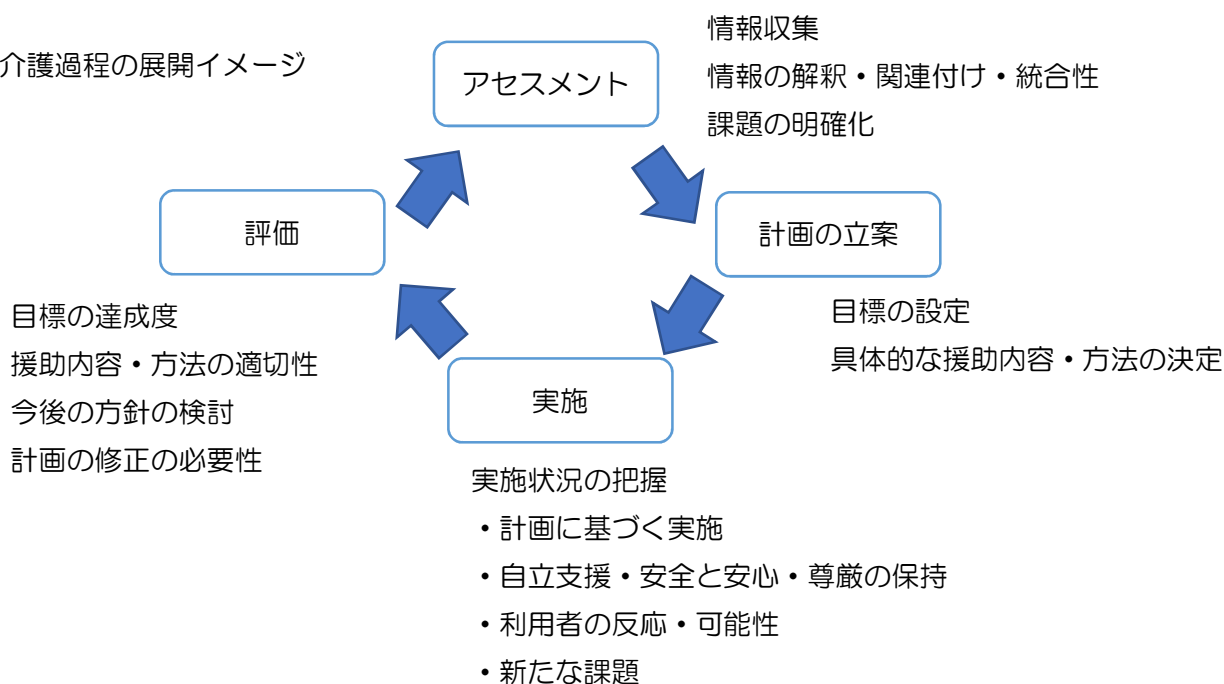 介護過程の展開イメージ
アセスメント
情報収集
情報の解釈・関連付け・統合性
課題の明確化
計画の立案
目標の設定
具体的な援助内容・方法の決定
実施
実施状況の把握
・計画に基づく実施
・自立支援・安全と安心・尊厳の保持
・利用者の反応・可能性
・新たな課題
評価
目標の達成度
援助内容・方法の適切性
今後の方針の検討
計画の修正の必要性